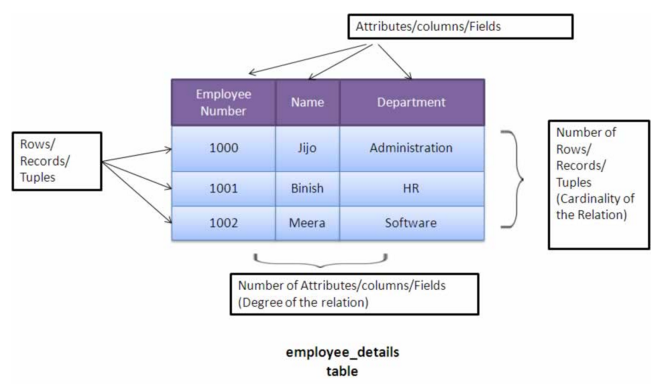 Attributes/columns/Fields
Employee
Number
Name
Department
Rows/
Records/
Tuples
1000
Jijo
Administration
1001
Binish
HR
1002
Meera
Software
Number of
Rows/
Records/
Tuples
(Cardinality of
the Relation)
Number of Attributes/columns/Fields
(Degree of the relation)
employee_details
table